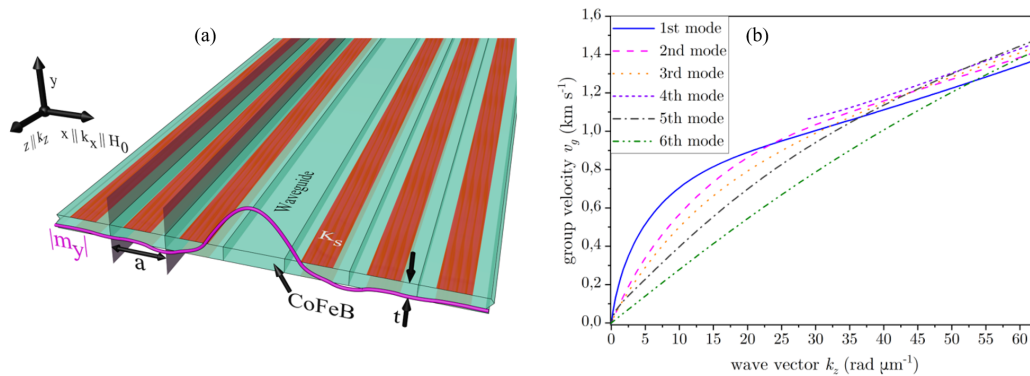 (a)
y
z∥k_z
x∥k_x∥H_0
Waveguide
K_s
|m_y|
a
CoFeB
t
(b)
1st mode
2nd mode
3rd mode
4th mode
5th mode
6th mode
group velocity v_g (km s⁻¹)
1,6
1,4
1,2
1,0
0,8
0,6
0,4
0,2
0,0
0 5 10 15 20 25 30 35 40 45 50 55 60
wave vector k_z (rad μm⁻¹)